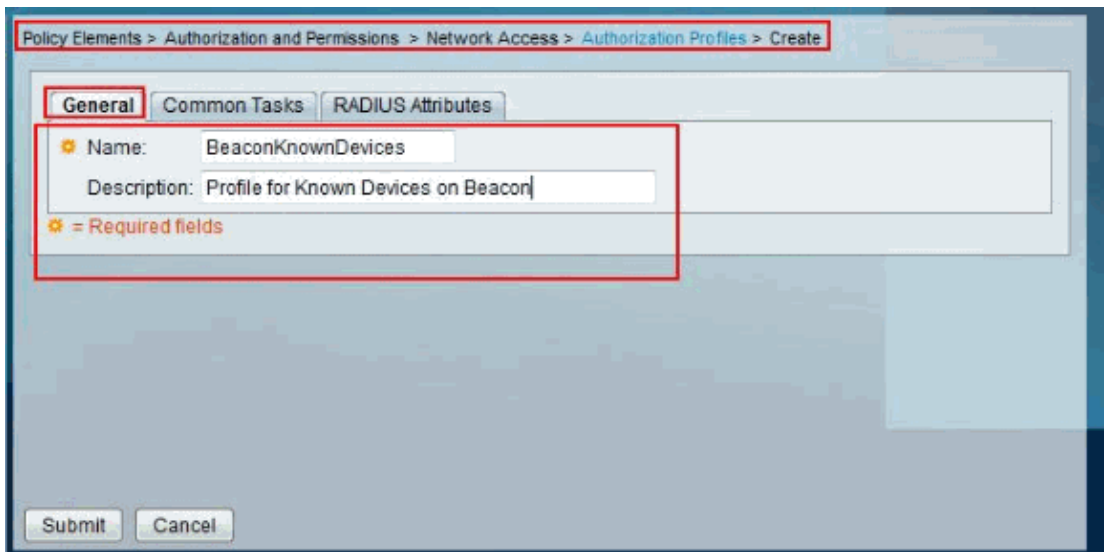 Policy Elements > Authorization and Permissions > Network Access > Authorization Profiles > Create
General Common Tasks RADIUS Attributes
Name: BeaconKnownDevices
Description: Profile for Known Devices on Beacon
= Required fields
Submit Cancel